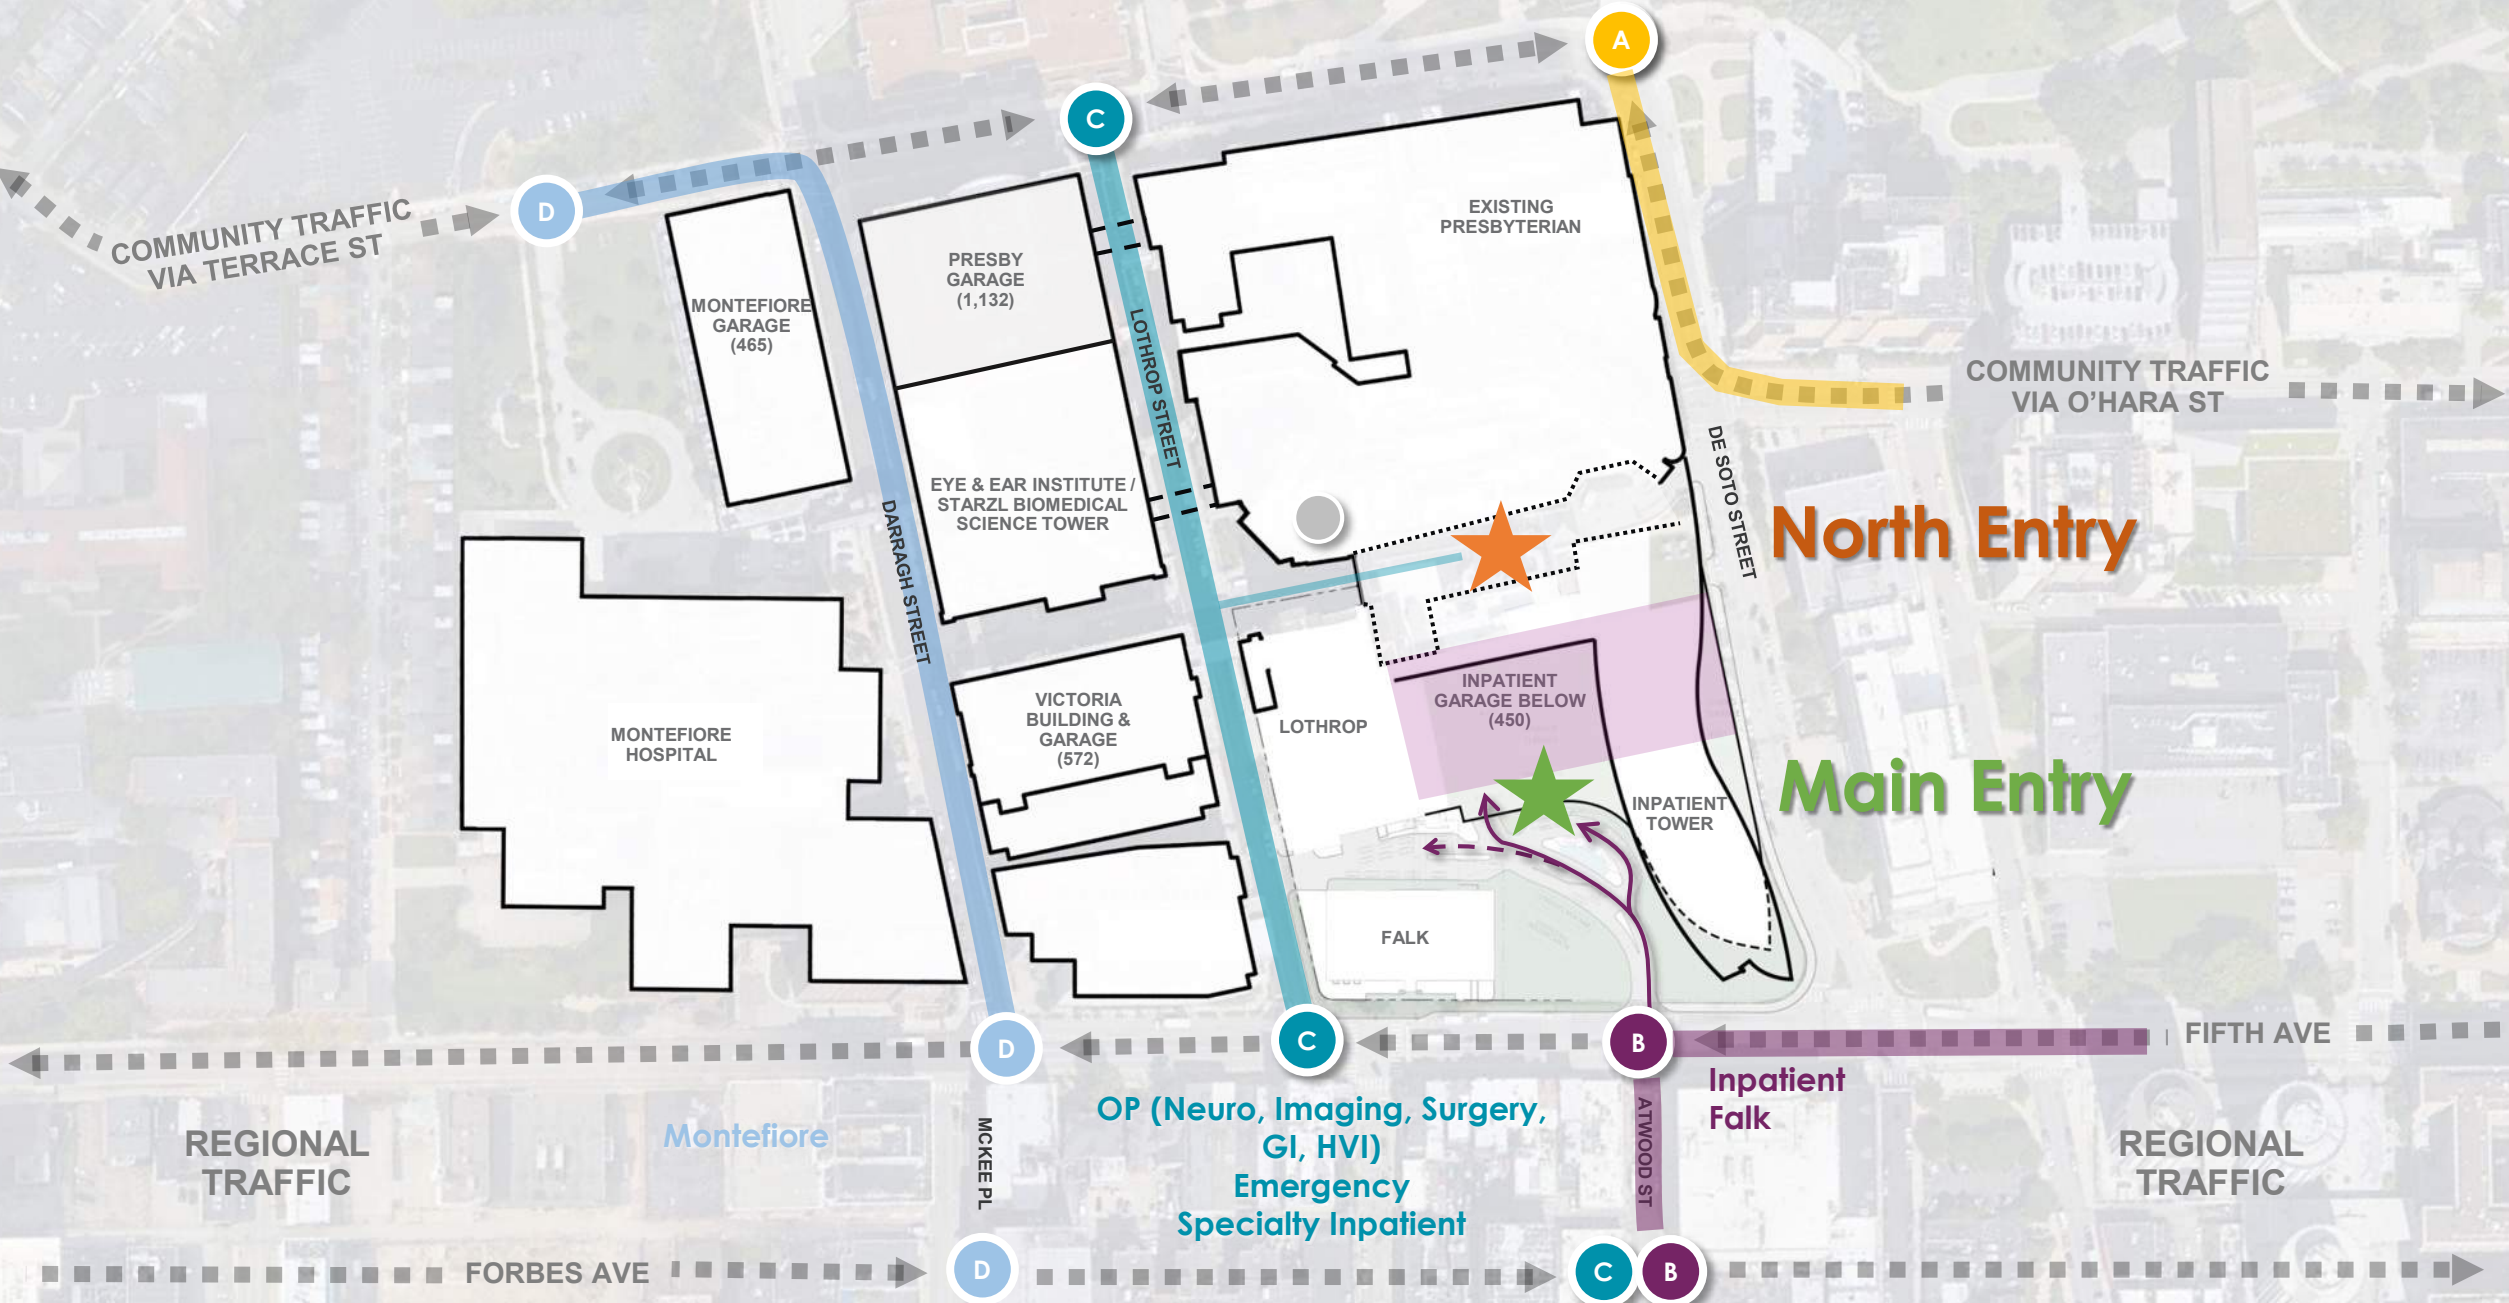 A
C
D
COMMUNITY TRAFFIC
VIA TERRACE ST
EXISTING
PRESBYTERIAN
PRESBY
GARAGE
(1,132)
MONTEFIORE
GARAGE
(465)
LOTHROP STREET
COMMUNITY TRAFFIC
VIA O'HARA ST
DE SOTO STREET
EYE & EAR INSTITUTE /
STARZL BIOMEDICAL
SCIENCE TOWER
DARRAGH STREET
North Entry
MONTEFIORE
HOSPITAL
VICTORIA
BUILDING &
GARAGE
(572)
LOTHROP
INPATIENT
GARAGE BELOW
(450)
Main Entry
INPATIENT
TOWER
FALK
D
C
B
FIFTH AVE
Inpatient
Falk
REGIONAL
TRAFFIC
Montefiore
MCKEE PL
OP (Neuro, Imaging, Surgery,
GI, HVI)
Emergency
Specialty Inpatient
ATWOOD ST
REGIONAL
TRAFFIC
FORBES AVE
D
C
B